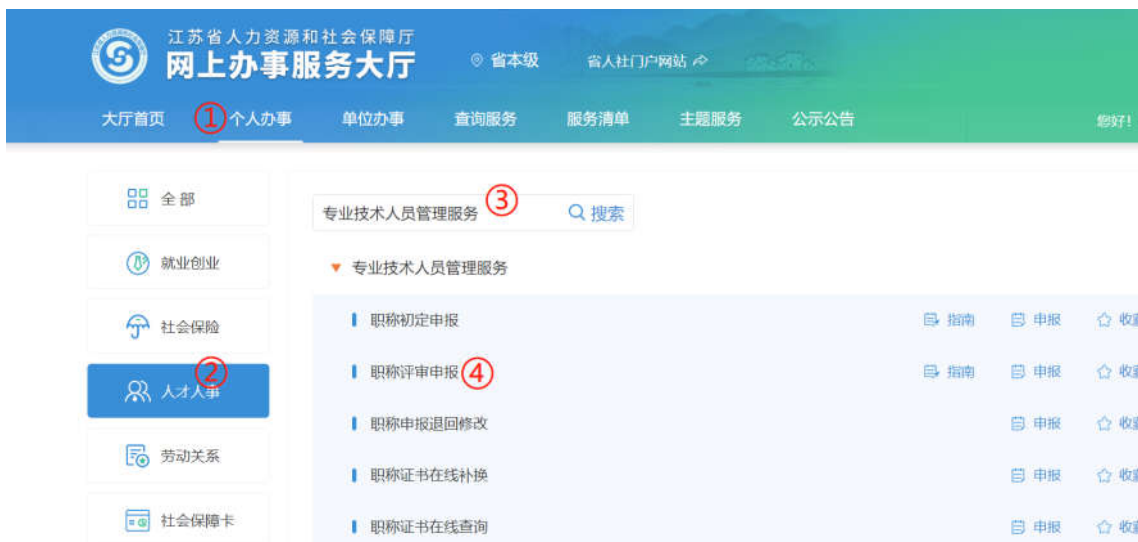 江苏省人力资源和社会保障厅
网上办事服务大厅
省本级 省人社门户网站
大厅首页 ① 个人办事 单位办事 查询服务 服务清单 主题服务 公示公告 您好!
全部
就业创业
社会保险
② 人才人事
劳动关系
社会保障卡
专业技术人员管理服务 ③ 搜索
专业技术人员管理服务
职称初定申报 指南 申报 收
职称评审申报 ④ 指南 申报 收
职称申报退回修改 申报 收
职称证书在线补换 申报 收
职称证书在线查询 申报 收